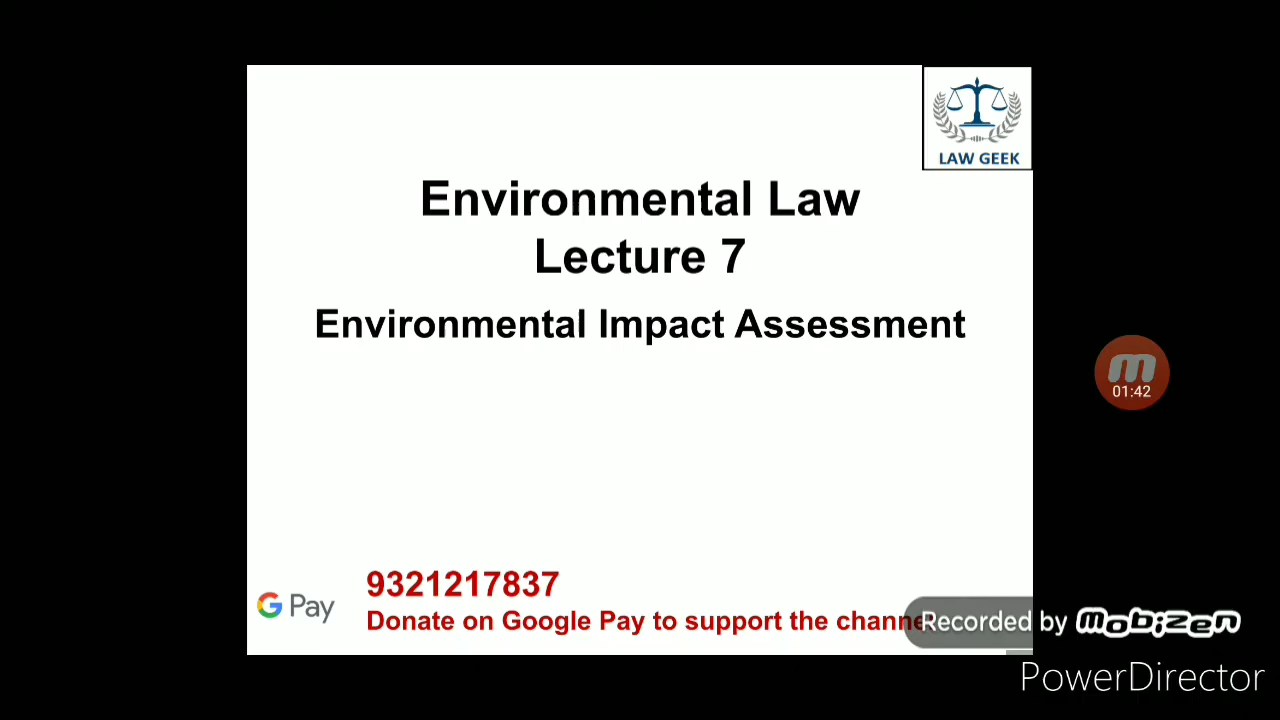 LAW GEEK
Environmental Law
Lecture 7
Environmental Impact Assessment
m
01:42
9321217837
G Pay
Donate on Google Pay to support the channe
Recorded by Mobizen
PowerDirector